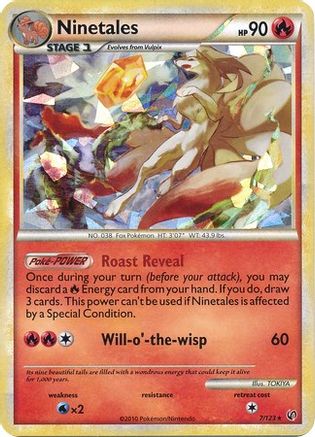 Ninetales
HP 90
STAGE 1 Evolves from Vulpix
NO. 038 Fox Pokémon HT: 3'07" WT: 43.9 lbs.
Poké-POWER Roast Reveal
Once during your turn (before your attack), you may
discard a Energy card from your hand. If you do, draw
3 cards. This power can't be used if Ninetales is affected
by a Special Condition.
Will-o'-the-wisp 60
Its nine beautiful tails are filled with a wondrous energy that could keep it alive
for 1,000 years.
Illus. TOKIYA
weakness resistance retreat cost
×2
7/123 ★
©2010 Pokémon/Nintendo